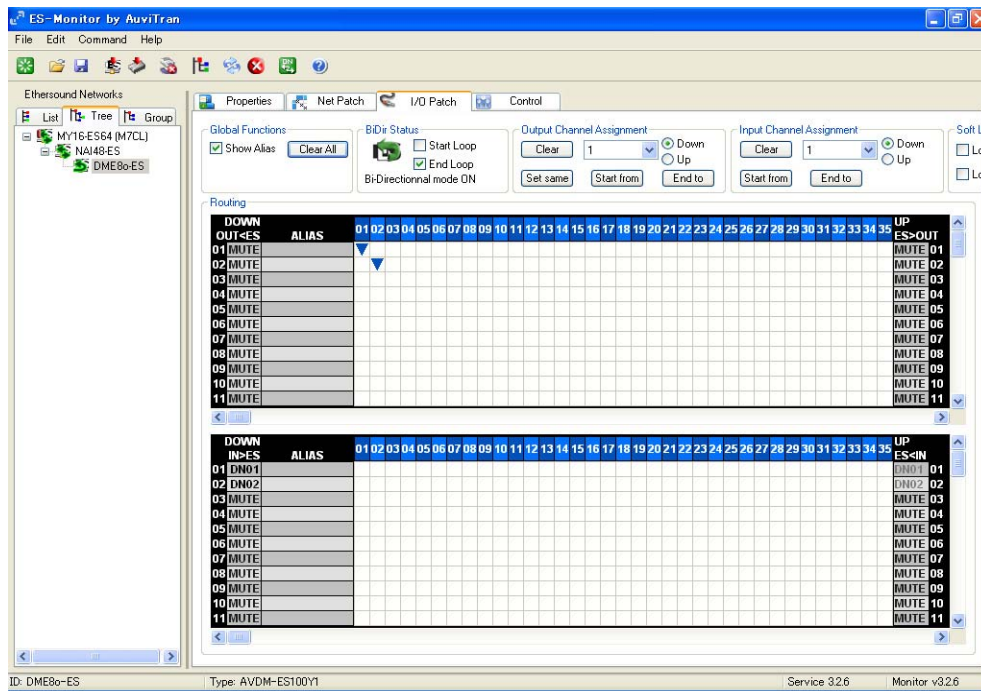 ES-Monitor by AuviTran
File Edit Command Help
Ethersound Networks
List Tree Group
MY16-ES64 (M7CL)
NAI48-ES
DME8o-ES
Properties Net Patch I/O Patch Control
Global Functions
Show Alias Clear All
BiDir Status
Start Loop
End Loop
Bi-Directionnal mode ON
Output Channel Assignment
Clear 1 Down
Up
Set same Start from End to
Input Channel Assignment
Clear 1 Down
Up
Start from End to
Soft L
Lo
Lo
Routing
DOWN UP
OUT<ES ALIAS 01 02 03 04 05 06 07 08 09 10 11 12 13 14 15 16 17 18 19 20 21 22 23 24 25 26 27 28 29 30 31 32 33 34 35 ES>OUT
01 MUTE MUTE 01
02 MUTE MUTE 02
03 MUTE MUTE 03
04 MUTE MUTE 04
05 MUTE MUTE 05
06 MUTE MUTE 06
07 MUTE MUTE 07
08 MUTE MUTE 08
09 MUTE MUTE 09
10 MUTE MUTE 10
11 MUTE MUTE 11
DOWN UP
IN>ES ALIAS 01 02 03 04 05 06 07 08 09 10 11 12 13 14 15 16 17 18 19 20 21 22 23 24 25 26 27 28 29 30 31 32 33 34 35 ES<IN
01 DN01 DN01 01
02 DN02 DN02 02
03 MUTE MUTE 03
04 MUTE MUTE 04
05 MUTE MUTE 05
06 MUTE MUTE 06
07 MUTE MUTE 07
08 MUTE MUTE 08
09 MUTE MUTE 09
10 MUTE MUTE 10
11 MUTE MUTE 11
ID: DME8o-ES Type: AVDM-ES100Y1 Service 3.2.6 Monitor v3.2.6